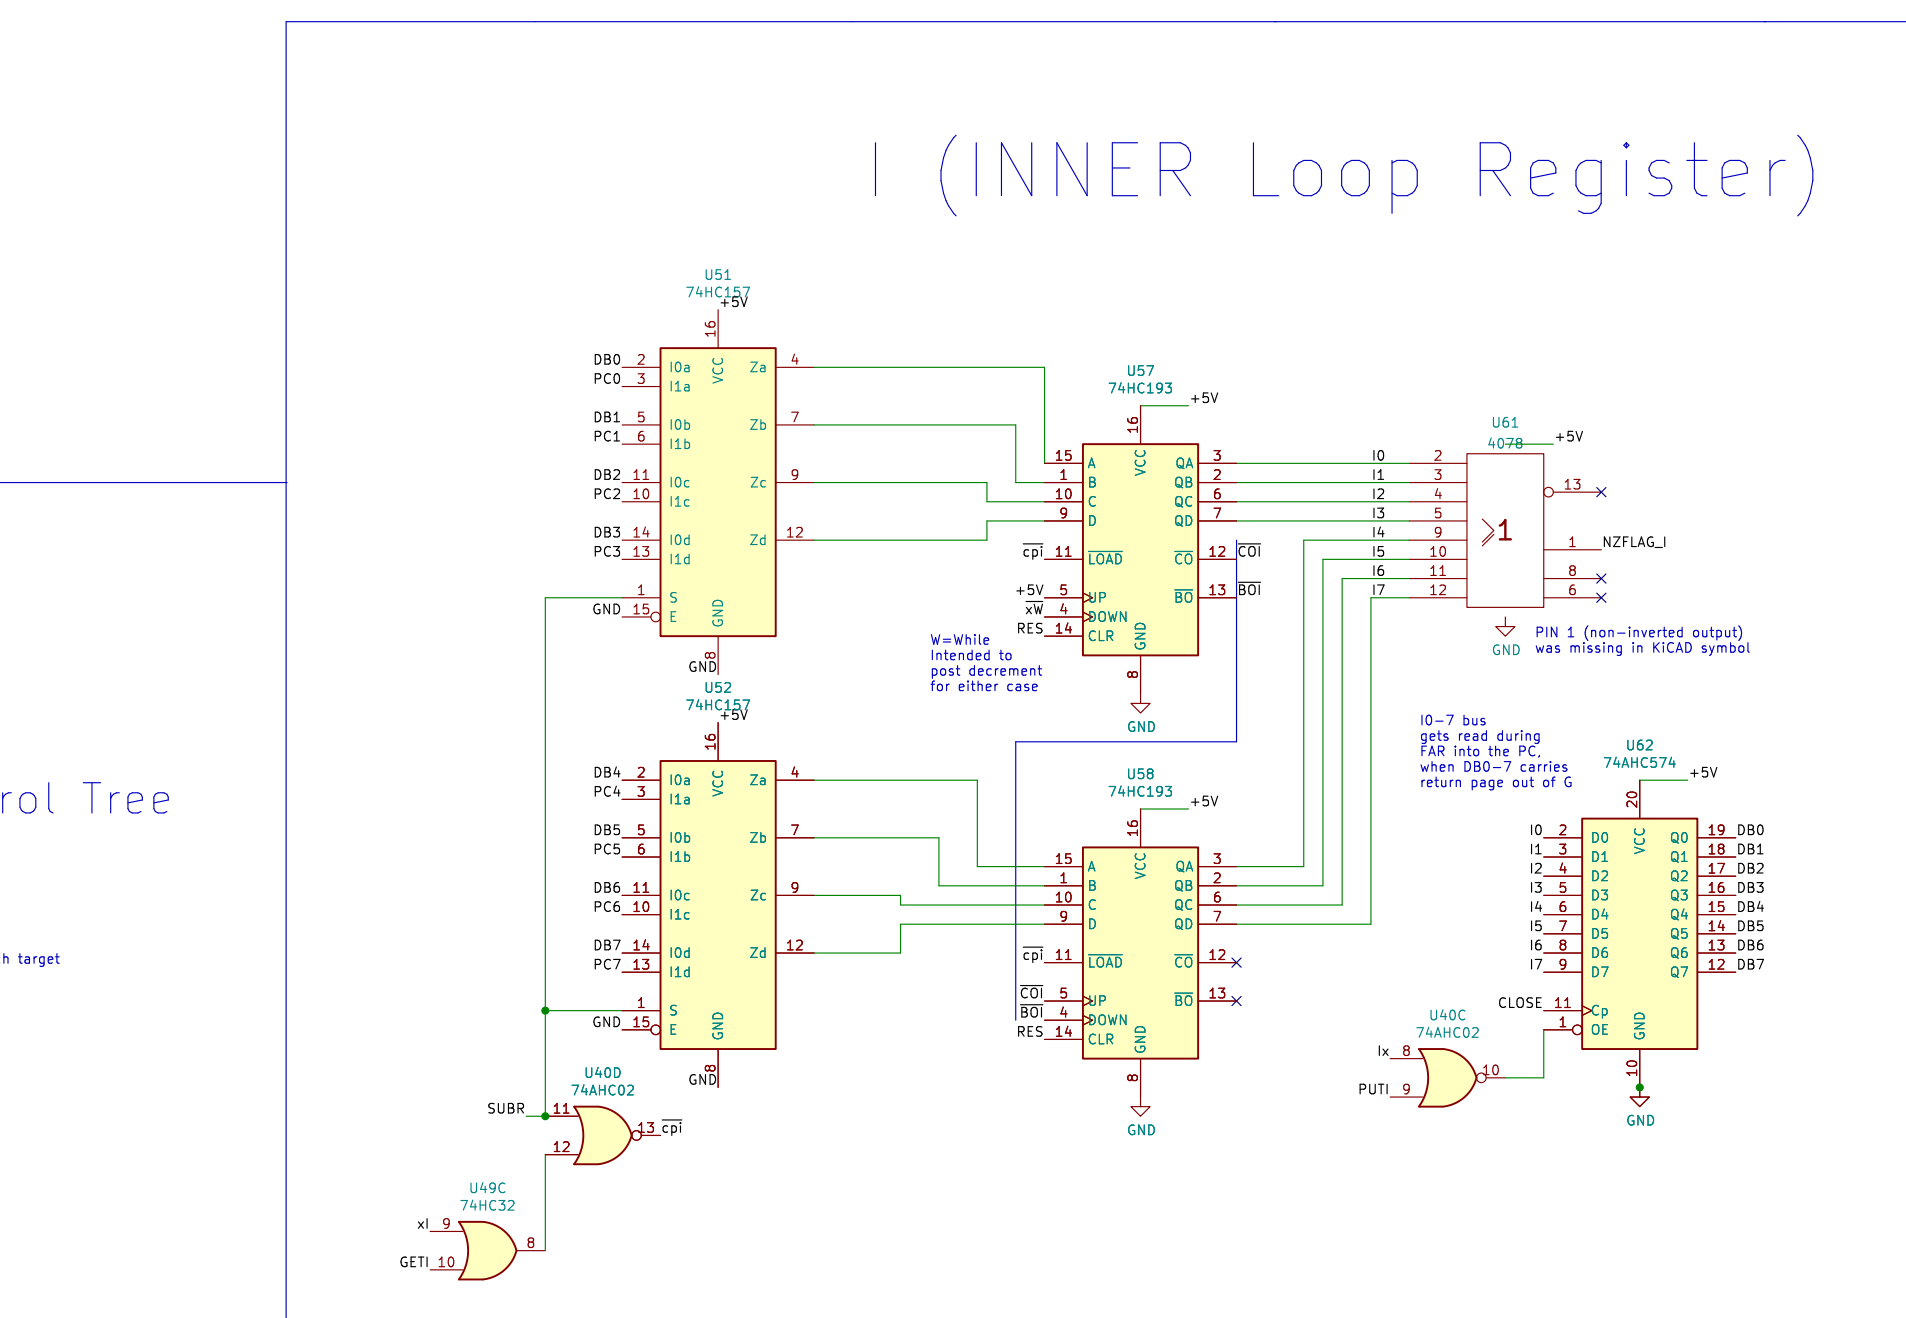 I (INNER Loop Register)
rol Tree
h target
U51
74HC157
+5V
16
VCC
DB0 2 I0a Za 4
PC0 3 I1a
DB1 5 I0b Zb 7
PC1 6 I1b
DB2 11 I0c Zc 9
PC2 10 I1c
DB3 14 I0d Zd 12
PC3 13 I1d
1 S
GND 15 E
GND
8
GND
U52
74HC157
+5V
16
VCC
DB4 2 I0a Za 4
PC4 3 I1a
DB5 5 I0b Zb 7
PC5 6 I1b
DB6 11 I0c Zc 9
PC6 10 I1c
DB7 14 I0d Zd 12
PC7 13 I1d
1 S
GND 15 E
GND
8
GND
U40D
74AHC02
SUBR 11
12
13 cpi
U49C
74HC32
xI 9
GETI 10
8
U57
74HC193
+5V
16
VCC
15 A QA 3
1 B QB 2
10 C QC 6
9 D QD 7
cpi 11 LOAD CO 12 COI
+5V 5 UP BO 13 BOI
xW 4 DOWN
RES 14 CLR
GND
8
GND
W=While
Intended to
post decrement
for either case
U58
74HC193
+5V
16
VCC
15 A QA 3
1 B QB 2
10 C QC 6
9 D QD 7
cpi 11 LOAD CO 12
COI 5 UP BO 13
BOI 4 DOWN
RES 14 CLR
GND
8
GND
U61
4078
+5V
I0 2
I1 3
I2 4
I3 5
I4 9
I5 10
I6 11
I7 12
≥1
13
1 NZFLAG_I
8
6
GND
PIN 1 (non-inverted output)
was missing in KiCAD symbol
I0-7 bus
gets read during
FAR into the PC,
when DB0-7 carries
return page out of G
U62
74AHC574
+5V
20
VCC
I0 2 D0 Q0 19 DB0
I1 3 D1 Q1 18 DB1
I2 4 D2 Q2 17 DB2
I3 5 D3 Q3 16 DB3
I4 6 D4 Q4 15 DB4
I5 7 D5 Q5 14 DB5
I6 8 D6 Q6 13 DB6
I7 9 D7 Q7 12 DB7
CLOSE 11 Cp
1 OE
GND
10
GND
U40C
74AHC02
Ix 8
PUTI 9
10